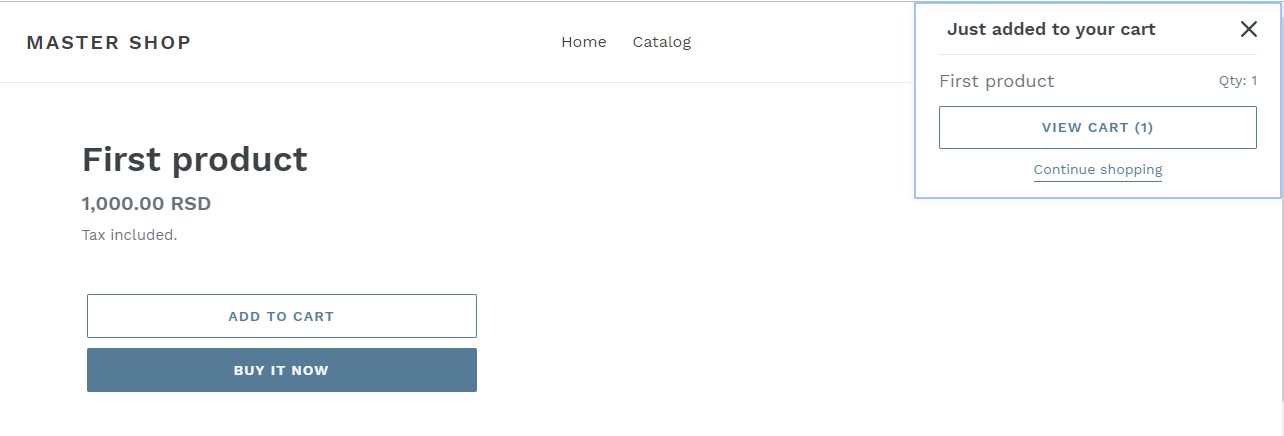 MASTER SHOP
Home
Catalog
Just added to your cart
First product
Qty: 1
VIEW CART (1)
Continue shopping
First product
1,000.00 RSD
Tax included.
ADD TO CART
BUY IT NOW